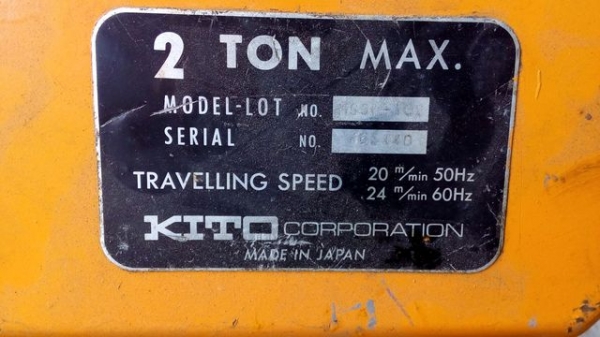 2 TON MAX.
MODEL-LOT NO.
SERIAL NO.
TRAVELLING SPEED 20 m/min 50Hz
24 m/min 60Hz
KITO CORPORATION
MADE IN JAPAN